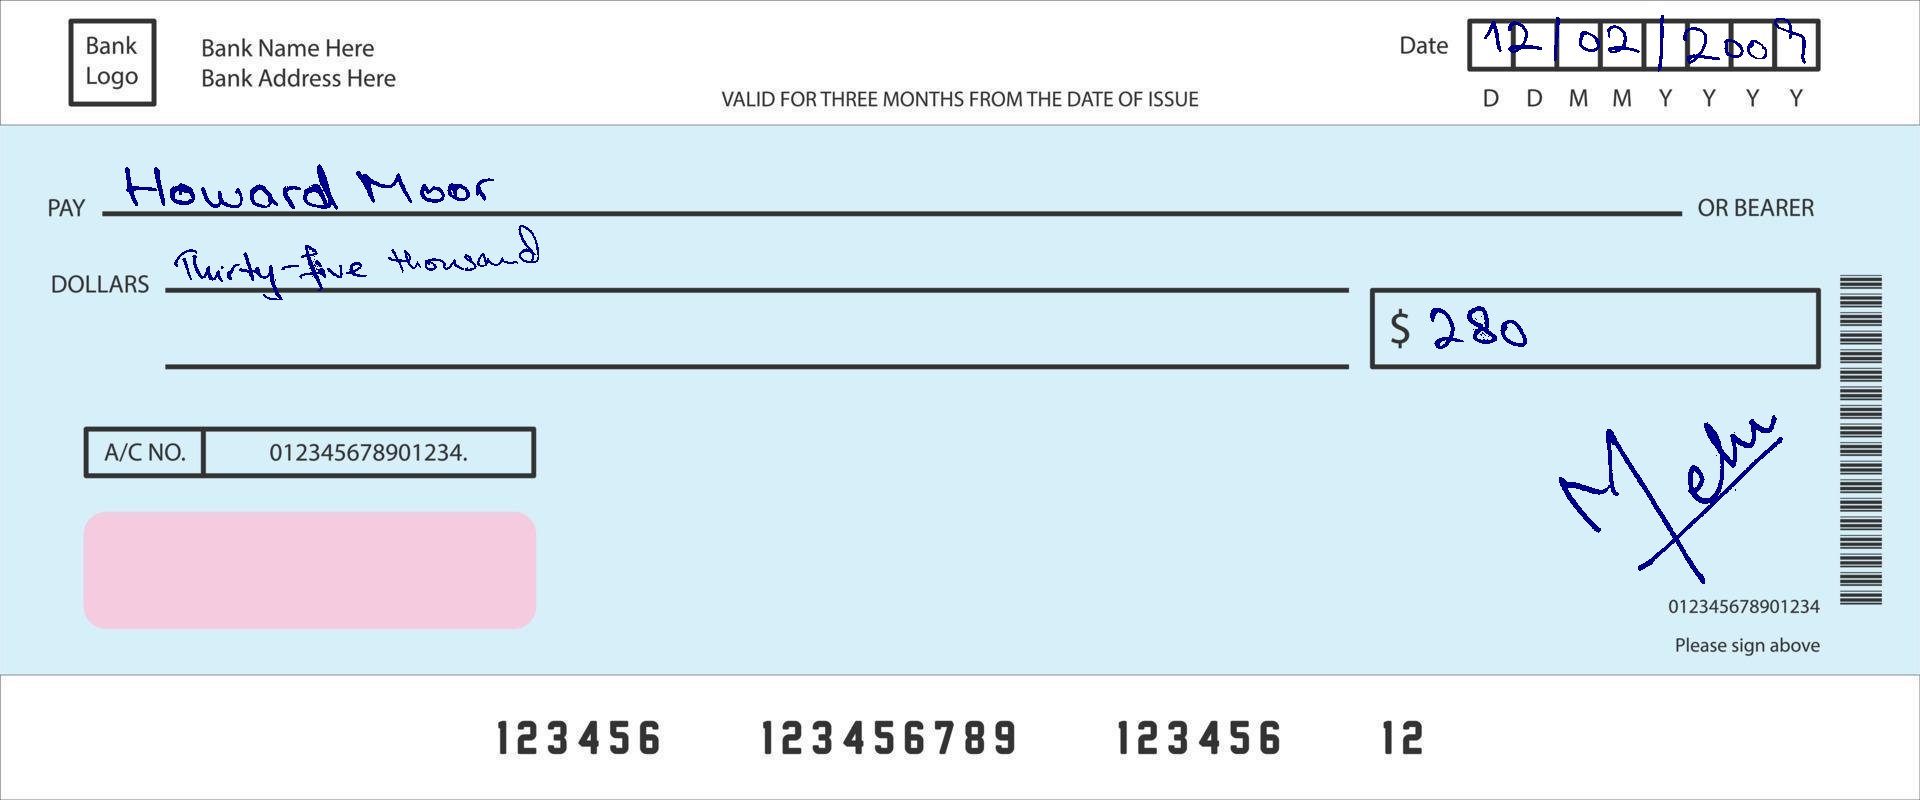 Bank Logo
Bank Name Here
Bank Address Here
VALID FOR THREE MONTHS FROM THE DATE OF ISSUE
Date 12/02/2009
D D M M Y Y Y Y
PAY Howard Moor OR BEARER
DOLLARS Thirty-five thousand
$ 280
A/C NO. 012345678901234.
012345678901234
Please sign above
123456 123456789 123456 12